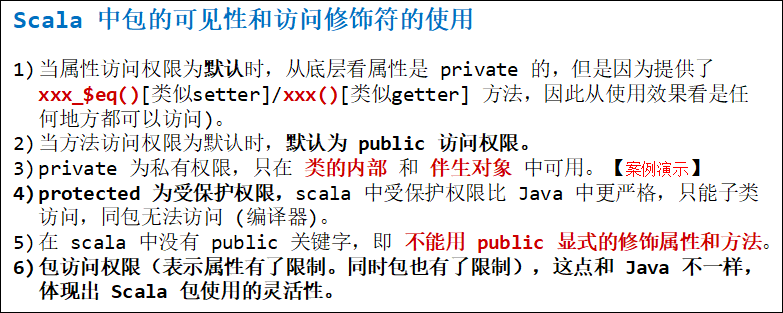 Scala 中包的可见性和访问修饰符的使用
1) 当属性访问权限为默认时，从底层看属性是 private 的，但是因为提供了
xxx_$eq()[类似setter]/xxx()[类似getter] 方法，因此从使用效果看是任
何地方都可以访问)。
2) 当方法访问权限为默认时，默认为 public 访问权限。
3) private 为私有权限，只在 类的内部 和 伴生对象 中可用。【案例演示】
4) protected 为受保护权限，scala 中受保护权限比 Java 中更严格，只能子类
访问，同包无法访问 (编译器)。
5) 在 scala 中没有 public 关键字，即 不能用 public 显式的修饰属性和方法。
6) 包访问权限（表示属性有了限制。同时包也有了限制），这点和 Java 不一样，
体现出 Scala 包使用的灵活性。